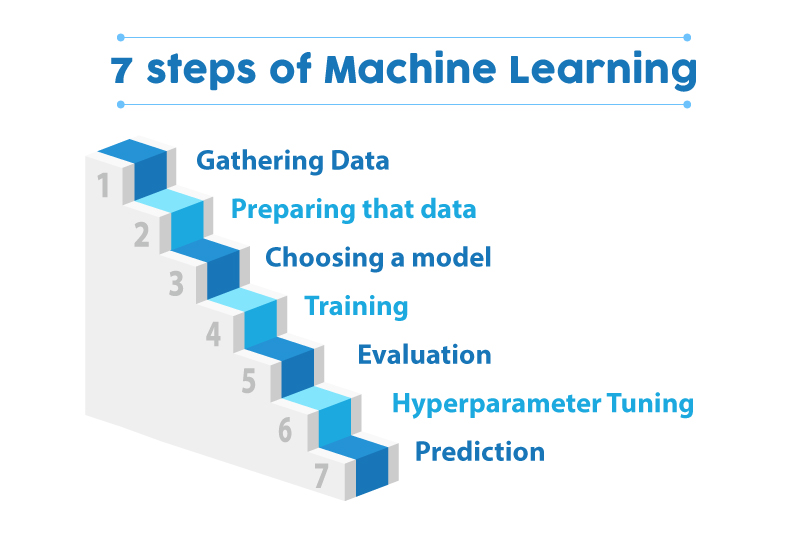 7 steps of Machine Learning
1 Gathering Data
2 Preparing that data
3 Choosing a model
4 Training
5 Evaluation
6 Hyperparameter Tuning
7 Prediction